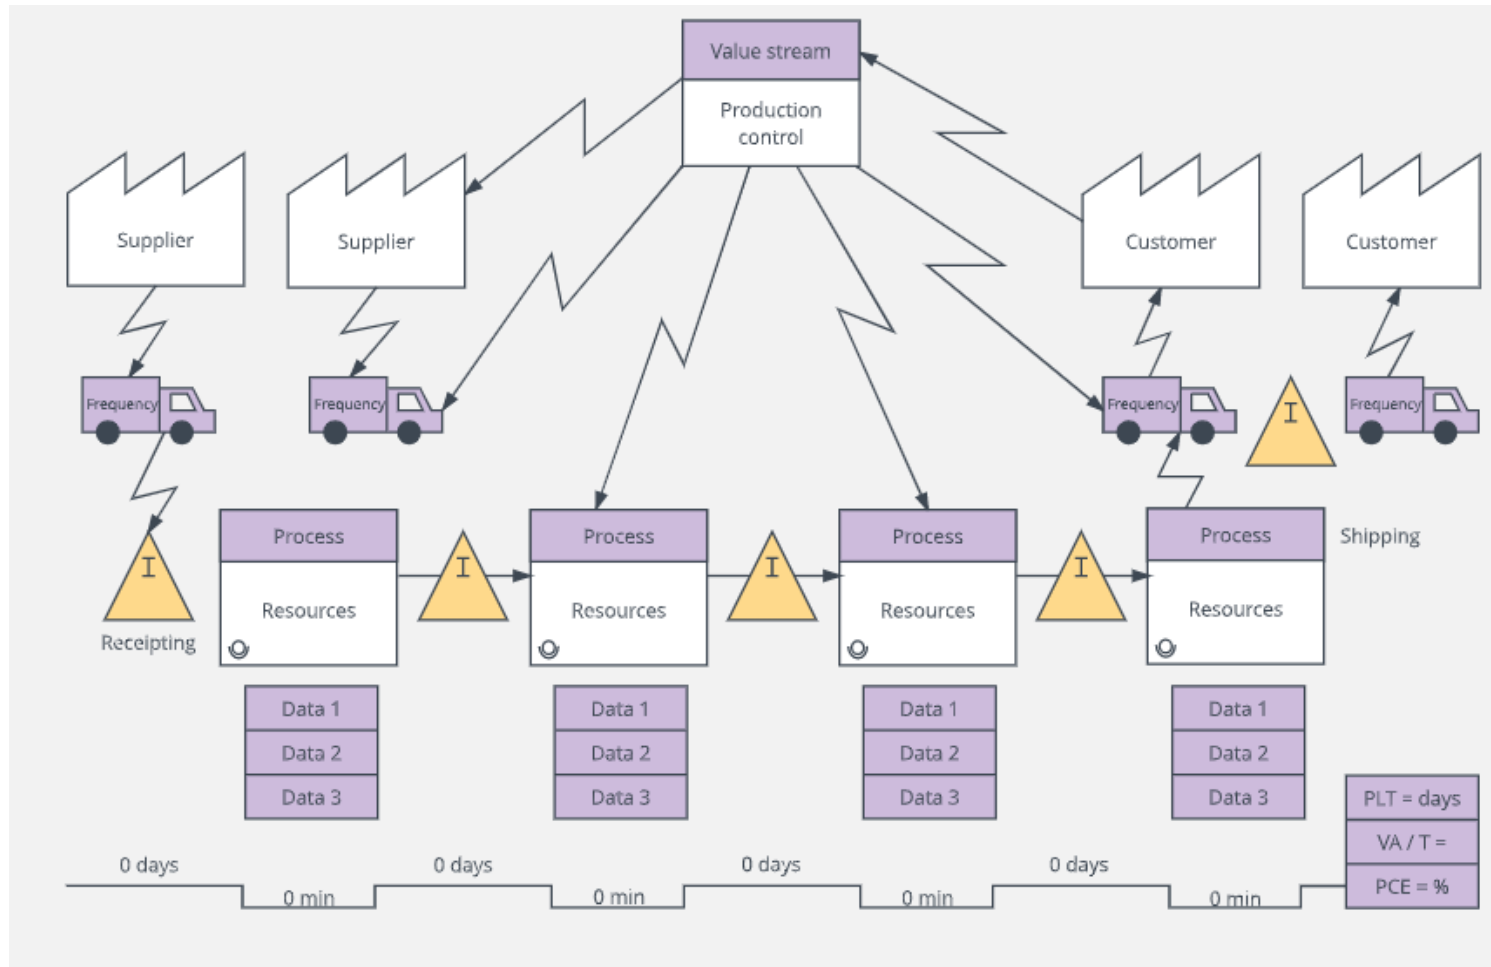 Value stream
Production
control
Supplier
Supplier
Customer
Customer
Frequency
Frequency
Frequency
I
Frequency
I
Receipting
Process
Resources
I
Process
Resources
I
Process
Resources
I
Process
Resources
Shipping
Data 1
Data 2
Data 3
Data 1
Data 2
Data 3
Data 1
Data 2
Data 3
Data 1
Data 2
Data 3
PLT = days
VA / T =
PCE = %
0 days
0 min
0 days
0 min
0 days
0 min
0 days
0 min